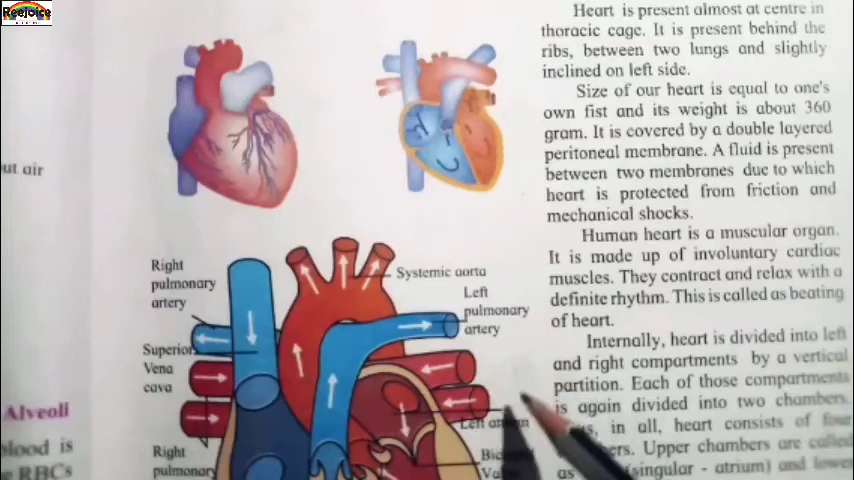 Reejoice
out air
Alveoli
blood is
RBCs
Right
pulmonary
artery
Superior
Vena
cava
Right
pulmonary
Systemic aorta
Left
pulmonary
artery
Left
Heart is present almost at centre in
thoracic cage. It is present behind the
ribs, between two lungs and slightly
inclined on left side.
Size of our heart is equal to one's
own fist and its weight is about 360
gram. It is covered by a double layered
peritoneal membrane. A fluid is present
between two membranes due to which
heart is protected from friction and
mechanical shocks.
Human heart is a muscular organ.
It is made up of involuntary cardiac
muscles. They contract and relax with a
definite rhythm. This is called as beating
of heart.
Internally, heart is divided into left
and right compartments by a vertical
partition. Each of those compartments
is again divided into two chambers.
in all, heart consists of four
Upper chambers are called
as (singular - atrium) and lower